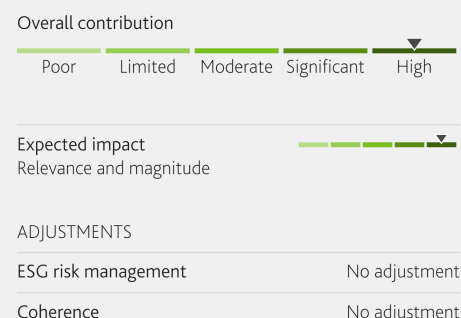 Overall contribution
Poor Limited Moderate Significant High
Expected impact
Relevance and magnitude
ADJUSTMENTS
ESG risk management No adjustment
Coherence No adjustment